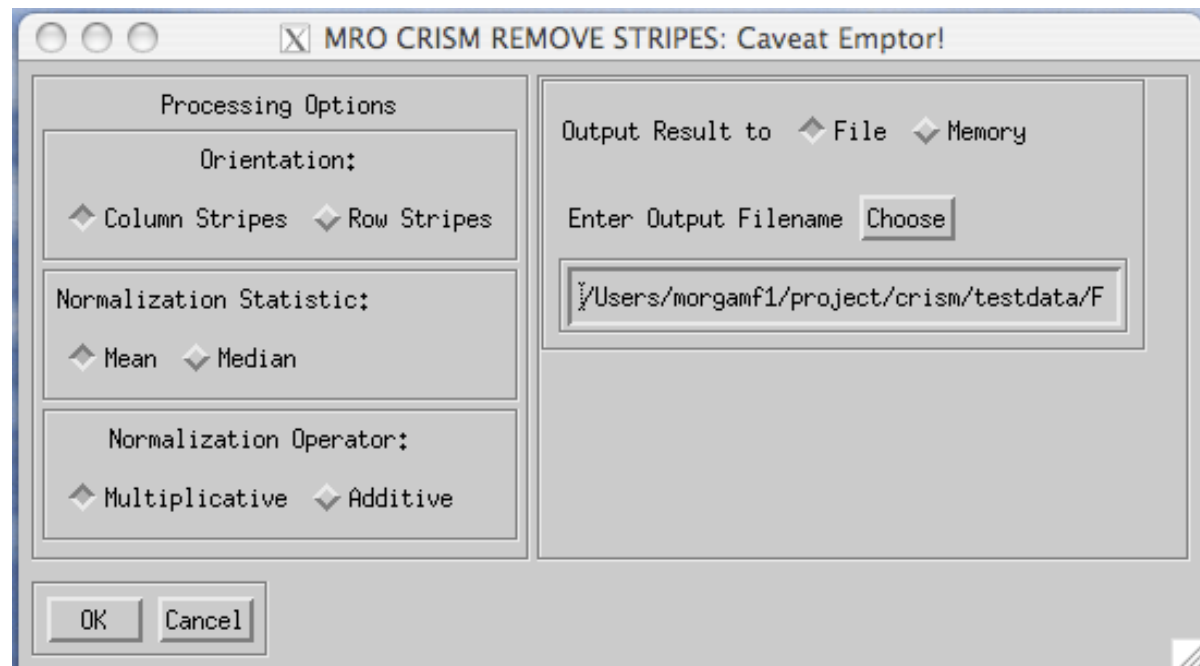 MRO CRISM REMOVE STRIPES: Caveat Emptor!
Processing Options
Orientation:
Column Stripes Row Stripes
Normalization Statistic:
Mean Median
Normalization Operator:
Multiplicative Additive
Output Result to File Memory
Enter Output Filename Choose
/Users/morgamf1/project/crism/testdata/F
OK Cancel